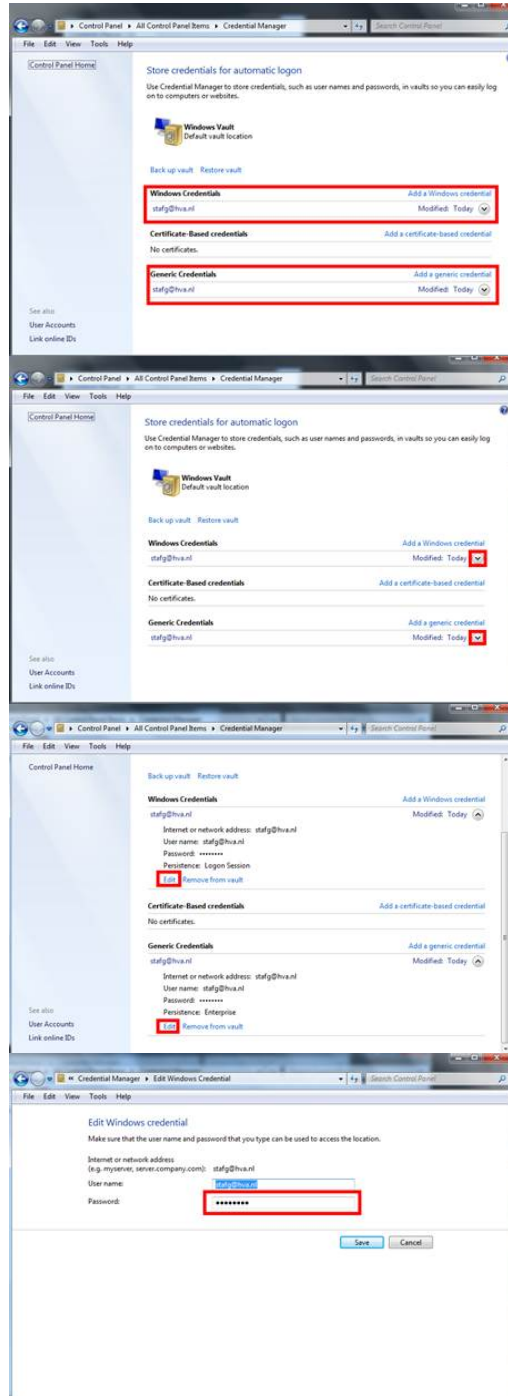 Control Panel ▸ All Control Panel Items ▸ Credential Manager
Search Control Panel
File Edit View Tools Help
Control Panel Home
Store credentials for automatic logon
Use Credential Manager to store credentials, such as user names and passwords, in vaults so you can easily log
on to computers or websites.
Windows Vault
Default vault location
Back up vault Restore vault
Windows Credentials Add a Windows credential
stafg@hva.nl Modified: Today
Certificate-Based credentials Add a certificate-based credential
No certificates.
Generic Credentials Add a generic credential
stafg@hva.nl Modified: Today
See also
User Accounts
Link online IDs
Control Panel ▸ All Control Panel Items ▸ Credential Manager
Search Control Panel
File Edit View Tools Help
Control Panel Home
Store credentials for automatic logon
Use Credential Manager to store credentials, such as user names and passwords, in vaults so you can easily log
on to computers or websites.
Windows Vault
Default vault location
Back up vault Restore vault
Windows Credentials Add a Windows credential
stafg@hva.nl Modified: Today
Certificate-Based credentials Add a certificate-based credential
No certificates.
Generic Credentials Add a generic credential
stafg@hva.nl Modified: Today
See also
User Accounts
Link online IDs
Control Panel ▸ All Control Panel Items ▸ Credential Manager
Search Control Panel
File Edit View Tools Help
Control Panel Home
Back up vault Restore vault
Windows Credentials Add a Windows credential
stafg@hva.nl Modified: Today
Internet or network address: stafg@hva.nl
User name: stafg@hva.nl
Password: ••••••••
Persistence: Logon Session
Edit Remove from vault
Certificate-Based credentials Add a certificate-based credential
No certificates.
Generic Credentials Add a generic credential
stafg@hva.nl Modified: Today
Internet or network address: stafg@hva.nl
User name: stafg@hva.nl
Password: ••••••••
Persistence: Enterprise
Edit Remove from vault
See also
User Accounts
Link online IDs
« Credential Manager ▸ Edit Windows Credential
Search Control Panel
File Edit View Tools Help
Edit Windows credential
Make sure that the user name and password that you type can be used to access the location.
Internet or network address
(e.g. myserver, server.company.com): stafg@hva.nl
User name: stafg@hva.nl
Password: ••••••••
Save Cancel